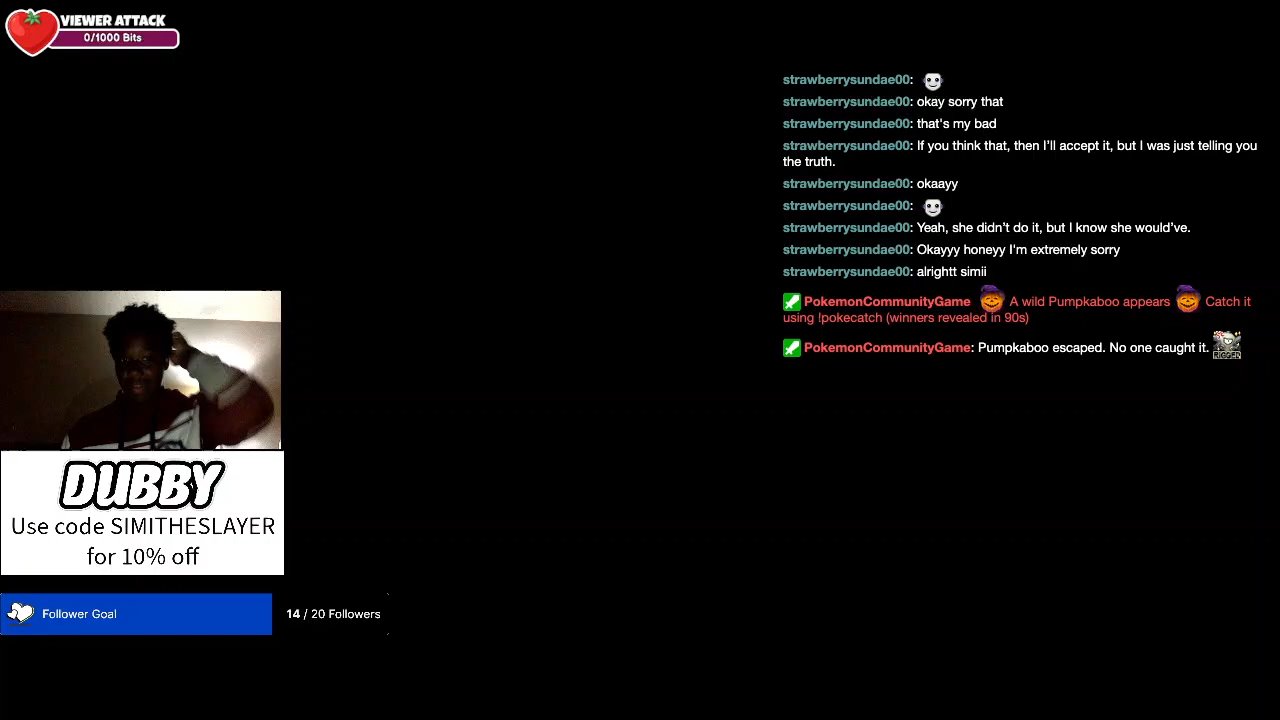 VIEWER ATTACK
0/1000 Bits
strawberrysundae00:
strawberrysundae00: okay sorry that
strawberrysundae00: that's my bad
strawberrysundae00: If you think that, then I’ll accept it, but I was just telling you
the truth.
strawberrysundae00: okaayy
strawberrysundae00:
strawberrysundae00: Yeah, she didn’t do it, but I know she would’ve.
strawberrysundae00: Okayyy honeyy I'm extremely sorry
strawberrysundae00: alrightt simii
PokemonCommunityGame A wild Pumpkaboo appears Catch it
using !pokecatch (winners revealed in 90s)
PokemonCommunityGame: Pumpkaboo escaped. No one caught it.
DUBBY
Use code SIMITHESLAYER
for 10% off
Follower Goal
14 / 20 Followers